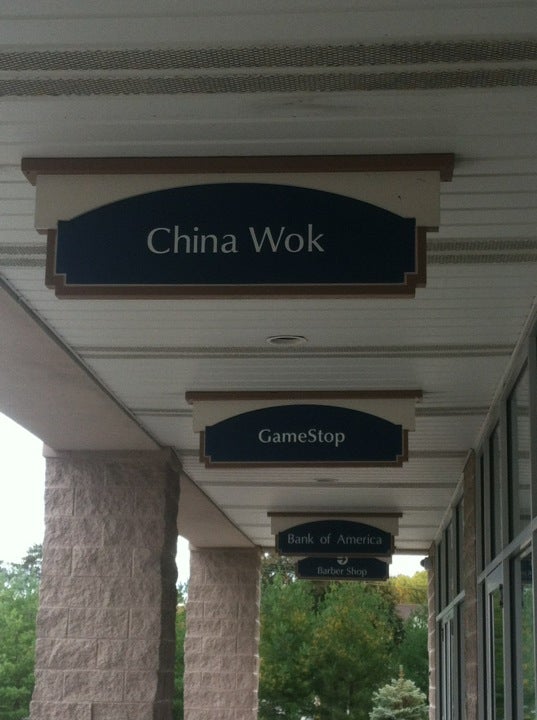 China Wok
GameStop
Bank of America
Barber Shop